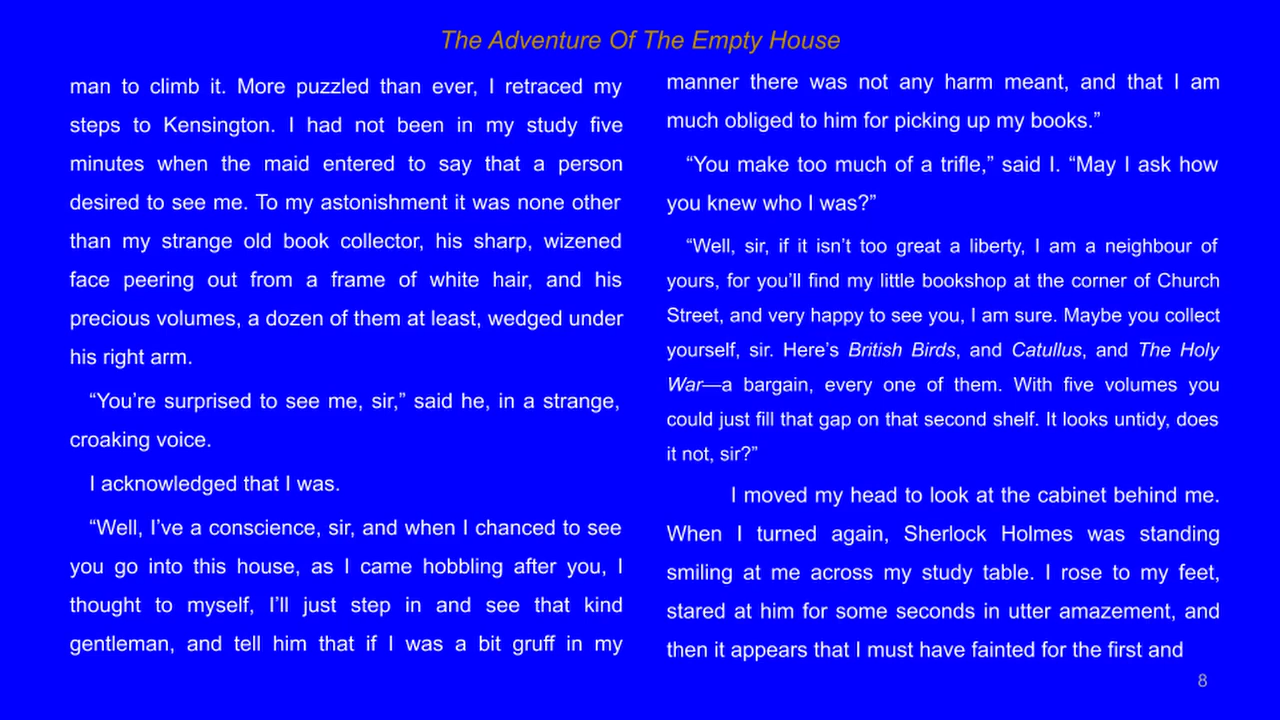 The Adventure Of The Empty House
man to climb it. More puzzled than ever, I retraced my
steps to Kensington. I had not been in my study five
minutes when the maid entered to say that a person
desired to see me. To my astonishment it was none other
than my strange old book collector, his sharp, wizened
face peering out from a frame of white hair, and his
precious volumes, a dozen of them at least, wedged under
his right arm.
“You’re surprised to see me, sir,” said he, in a strange,
croaking voice.
I acknowledged that I was.
“Well, I’ve a conscience, sir, and when I chanced to see
you go into this house, as I came hobbling after you, I
thought to myself, I’ll just step in and see that kind
gentleman, and tell him that if I was a bit gruff in my
manner there was not any harm meant, and that I am
much obliged to him for picking up my books.”
“You make too much of a trifle,” said I. “May I ask how
you knew who I was?”
“Well, sir, if it isn’t too great a liberty, I am a neighbour of
yours, for you’ll find my little bookshop at the corner of Church
Street, and very happy to see you, I am sure. Maybe you collect
yourself, sir. Here’s British Birds, and Catullus, and The Holy
War—a bargain, every one of them. With five volumes you
could just fill that gap on that second shelf. It looks untidy, does
it not, sir?”
I moved my head to look at the cabinet behind me.
When I turned again, Sherlock Holmes was standing
smiling at me across my study table. I rose to my feet,
stared at him for some seconds in utter amazement, and
then it appears that I must have fainted for the first and
8